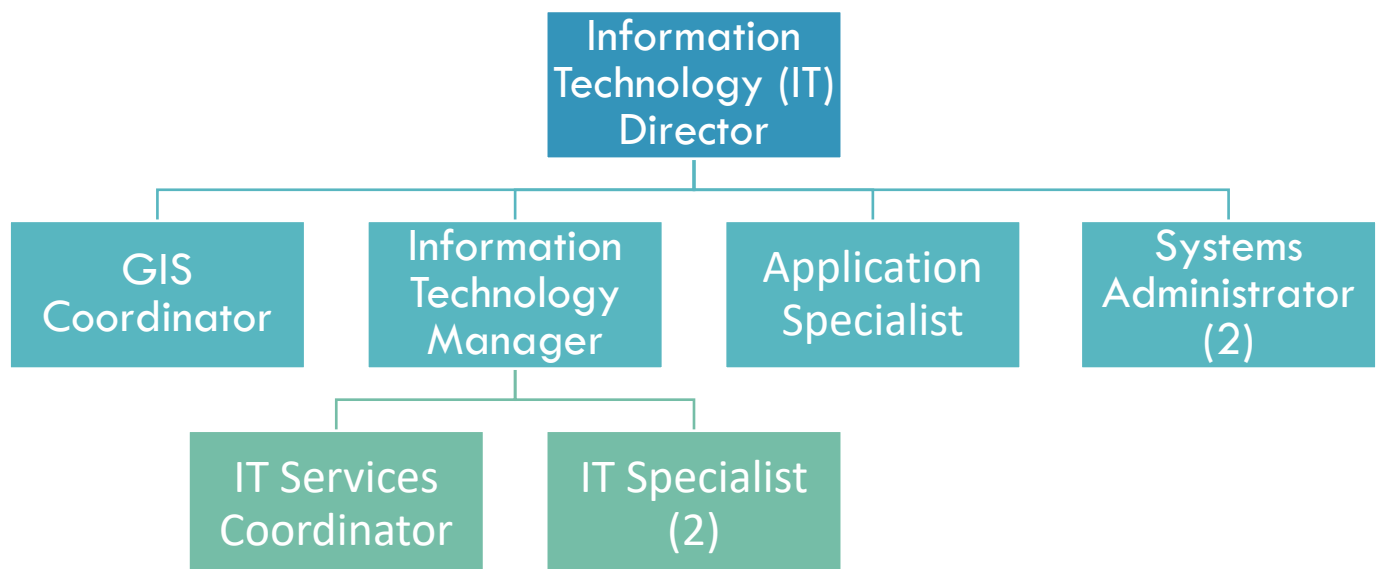 Information
Technology (IT)
Director
GIS
Coordinator
Information
Technology
Manager
Application
Specialist
Systems
Administrator
(2)
IT Services
Coordinator
IT Specialist
(2)